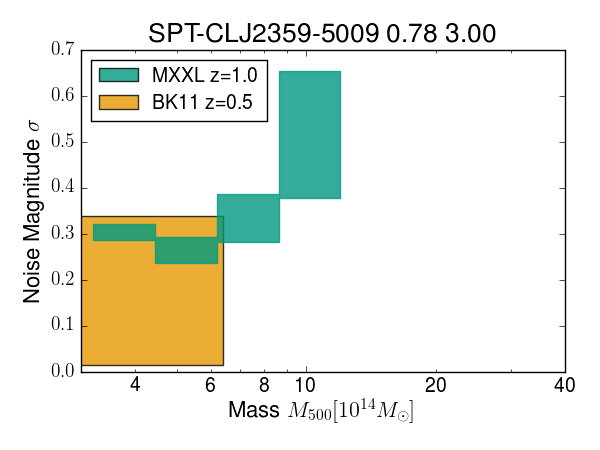 SPT-CLJ2359-5009 0.78 3.00
MXXL z=1.0
BK11 z=0.5
Noise Magnitude σ
0.7
0.6
0.5
0.4
0.3
0.2
0.1
0.0
4 6 8 10 20 40
Mass M₅₀₀[10¹⁴M⊙]